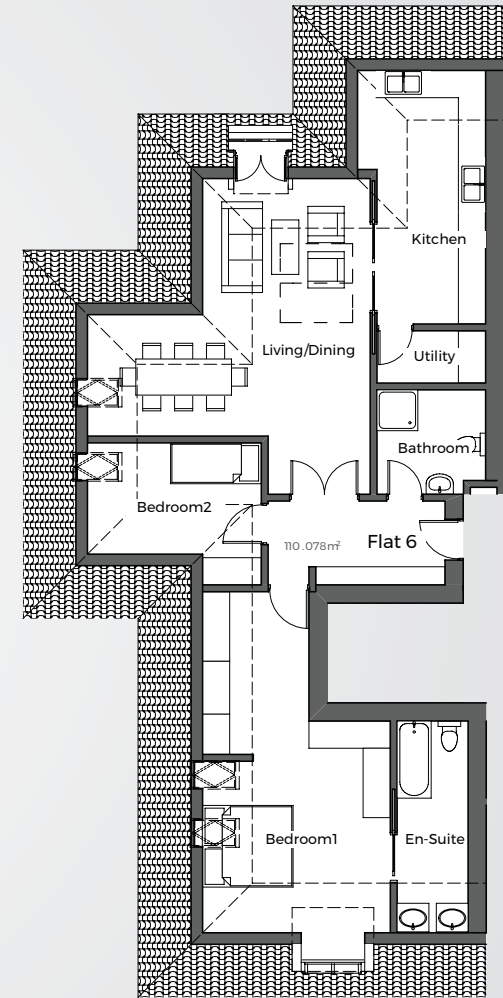 Kitchen
Living/Dining
Utility
Bathroom
Bedroom2
110.078m²
Flat 6
Bedroom1
En-Suite